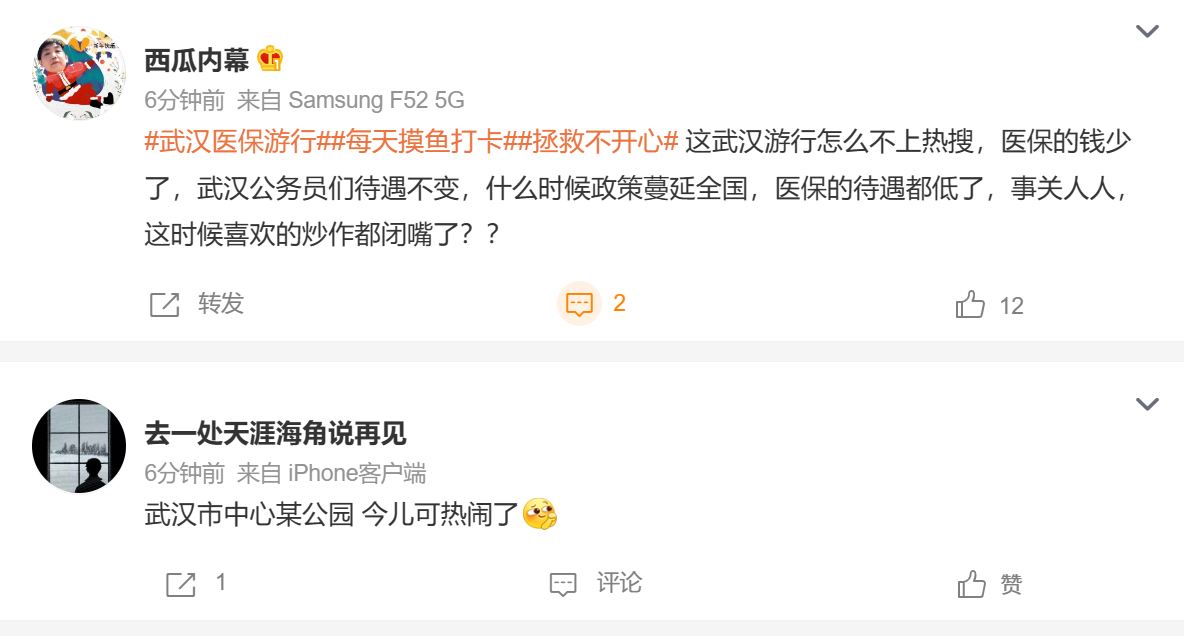 西瓜内幕
6分钟前 来自 Samsung F52 5G
#武汉医保游行##每天摸鱼打卡##拯救不开心# 这武汉游行怎么不上热搜，医保的钱少
了，武汉公务员们待遇不变，什么时候政策蔓延全国，医保的待遇都低了，事关人人，
这时候喜欢的炒作都闭嘴了？？
转发 2 12
去一处天涯海角说再见
6分钟前 来自 iPhone客户端
武汉市中心某公园 今儿可热闹了
1 评论 赞